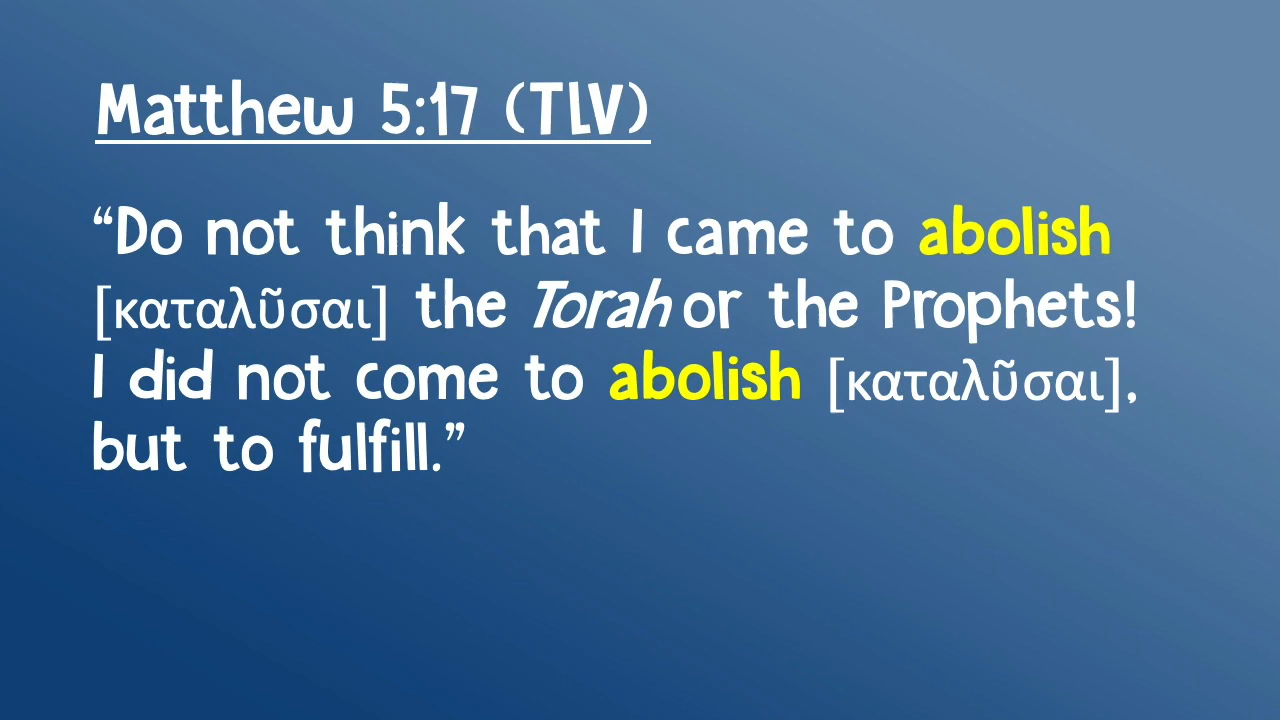 Matthew 5:17 (TLV)
“Do not think that I came to abolish
[καταλῦσαι] the Torah or the Prophets!
I did not come to abolish [καταλῦσαι],
but to fulfill.”